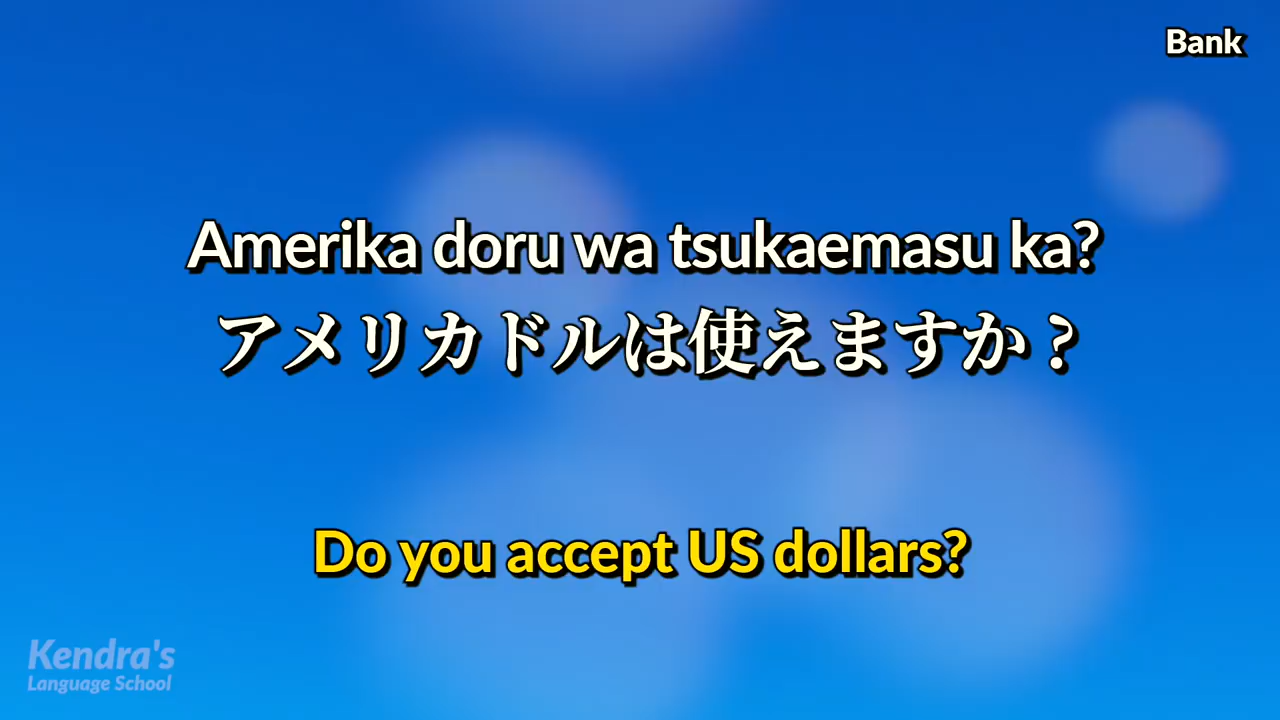 Bank
Amerika doru wa tsukaemasu ka?
アメリカドルは使えますか？
Do you accept US dollars?
Kendra's
Language School